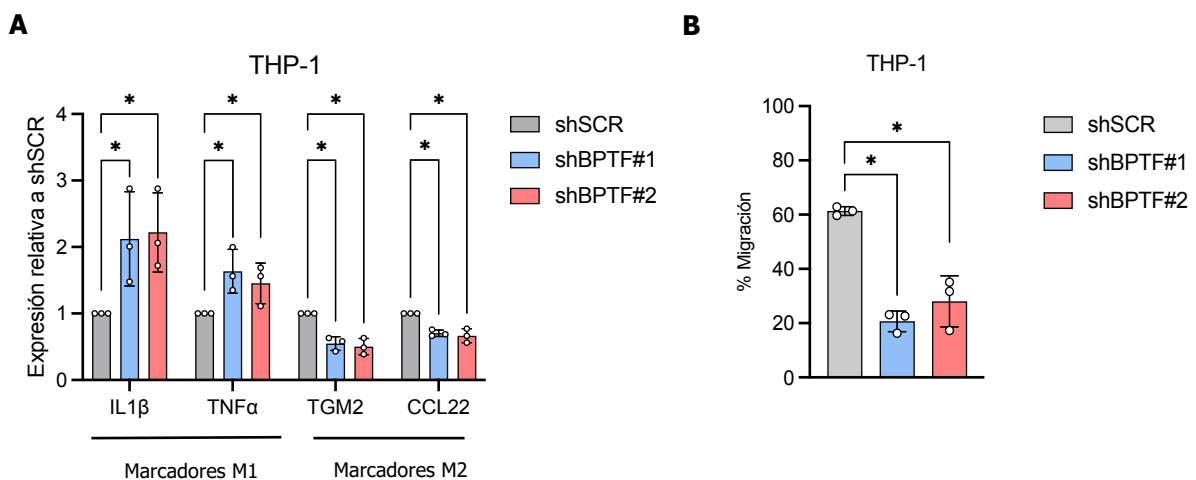 A
THP-1
Expresión relativa a shSCR
4
3
2
1
0
* * * *
* * * *
IL1β TNFα TGM2 CCL22
Marcadores M1 Marcadores M2
shSCR
shBPTF#1
shBPTF#2
B
THP-1
% Migración
100
80
60
40
20
0
*
*
shSCR
shBPTF#1
shBPTF#2